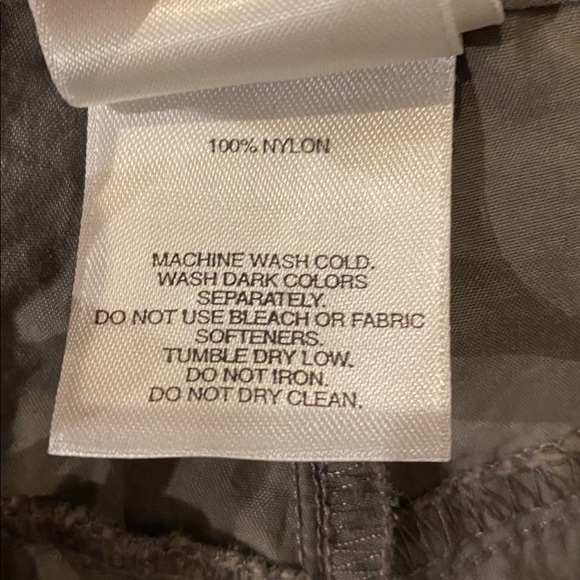 100% NYLON
MACHINE WASH COLD.
WASH DARK COLORS
SEPARATELY.
DO NOT USE BLEACH OR FABRIC
SOFTENERS.
TUMBLE DRY LOW.
DO NOT IRON.
DO NOT DRY CLEAN.